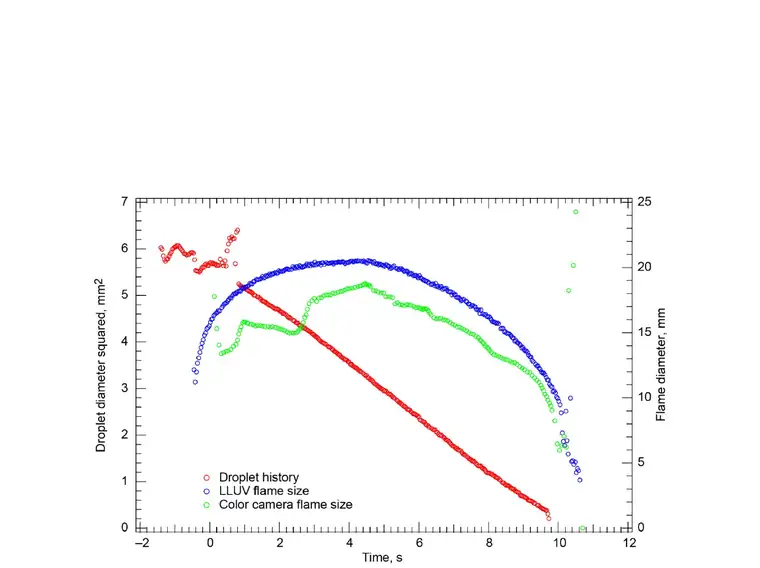 7
6
5
4
3
2
1
0
Droplet diameter squared, mm2
25
20
15
10
5
0
Flame diameter, mm
Droplet history
LLUV flame size
Color camera flame size
–2 0 2 4 6 8 10 12
Time, s